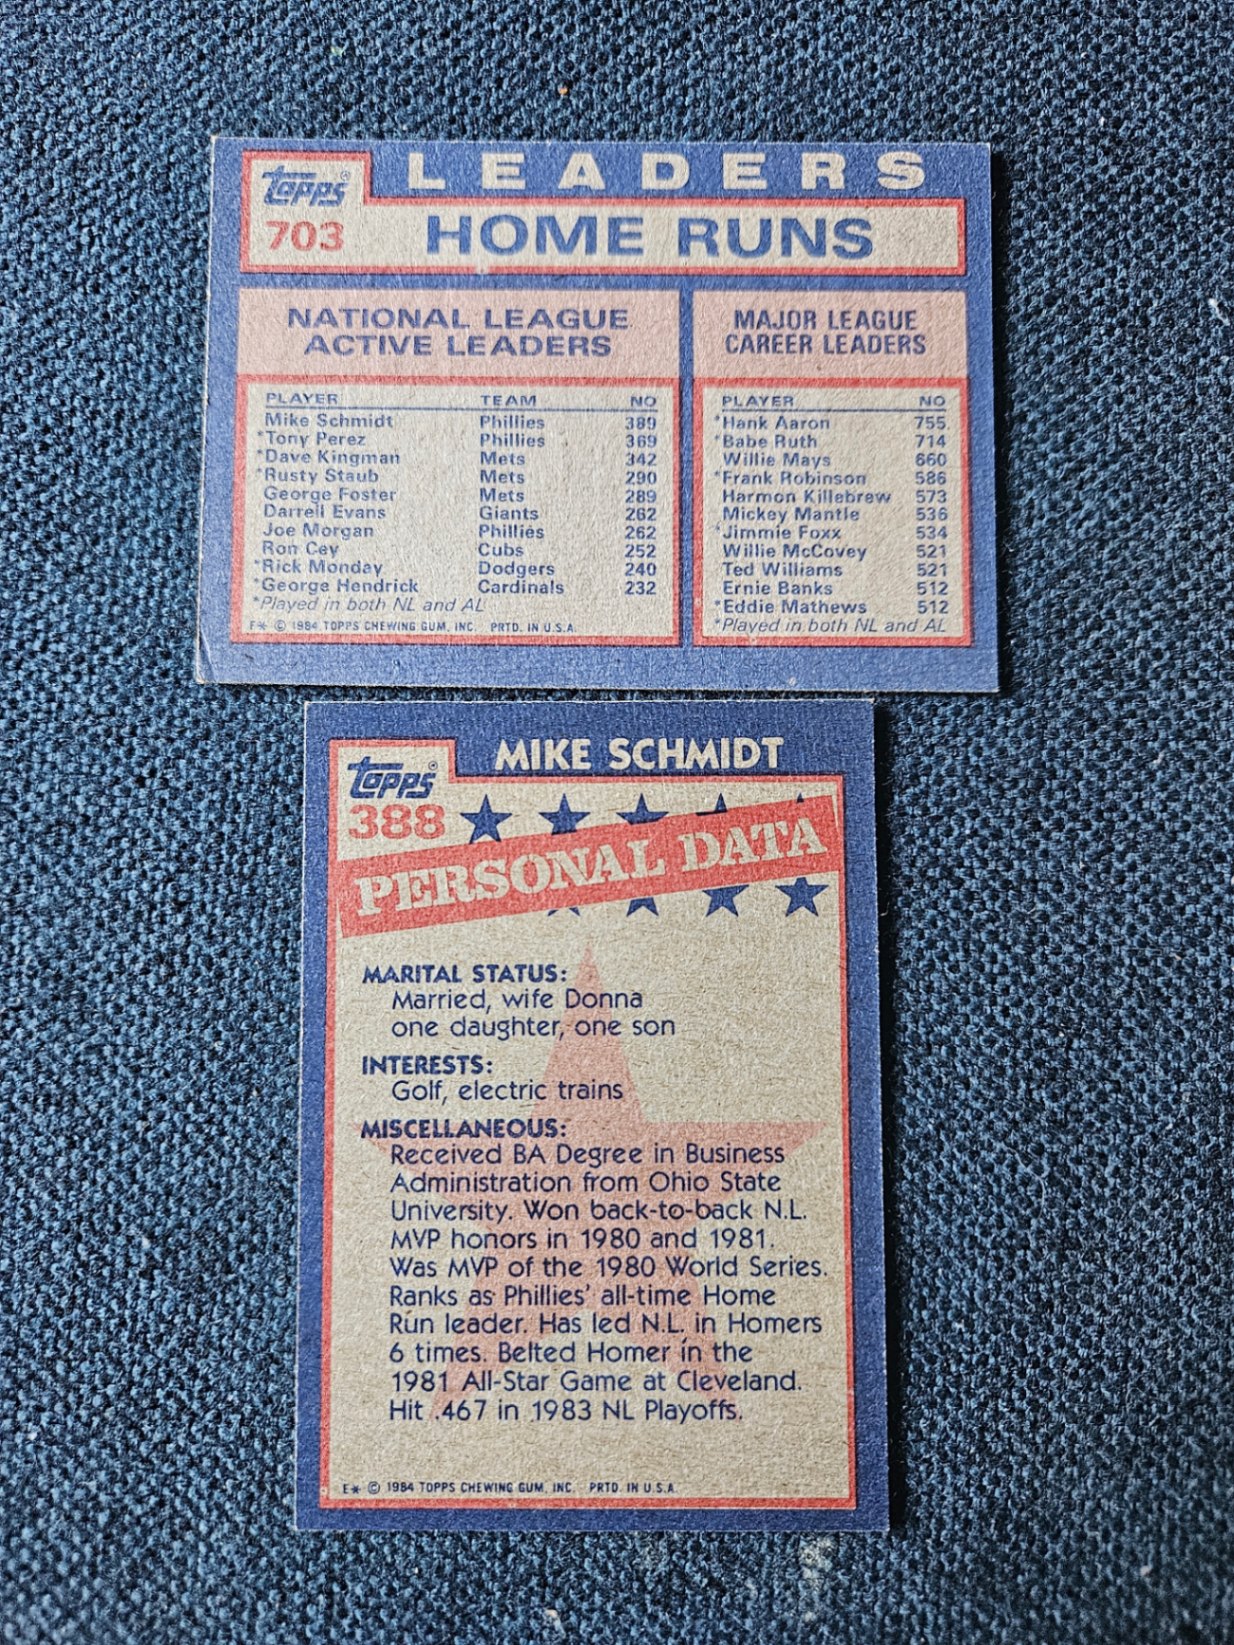 LEADERS
Topps®
703
HOME RUNS
NATIONAL LEAGUE
ACTIVE LEADERS
PLAYER TEAM NO
Mike Schmidt Phillies 389
*Tony Perez Phillies 369
*Dave Kingman Mets 342
*Rusty Staub Mets 290
George Foster Mets 289
Darrell Evans Giants 262
Joe Morgan Phillies 262
Ron Cey Cubs 252
*Rick Monday Dodgers 240
*George Hendrick Cardinals 232
*Played in both NL and AL
F* © 1984 TOPPS CHEWING GUM, INC. PRTD. IN U.S.A.
MAJOR LEAGUE
CAREER LEADERS
PLAYER NO
*Hank Aaron 755
*Babe Ruth 714
Willie Mays 660
*Frank Robinson 586
Harmon Killebrew 573
Mickey Mantle 536
*Jimmie Foxx 534
Willie McCovey 521
Ted Williams 521
Ernie Banks 512
*Eddie Mathews 512
*Played in both NL and AL
MIKE SCHMIDT
Topps®
388
PERSONAL DATA
MARITAL STATUS:
Married, wife Donna
one daughter, one son
INTERESTS:
Golf, electric trains
MISCELLANEOUS:
Received BA Degree in Business
Administration from Ohio State
University. Won back-to-back N.L.
MVP honors in 1980 and 1981.
Was MVP of the 1980 World Series.
Ranks as Phillies' all-time Home
Run leader. Has led N.L. in Homers
6 times. Belted Homer in the
1981 All-Star Game at Cleveland.
Hit .467 in 1983 NL Playoffs.
E* © 1984 TOPPS CHEWING GUM, INC. PRTD. IN U.S.A.